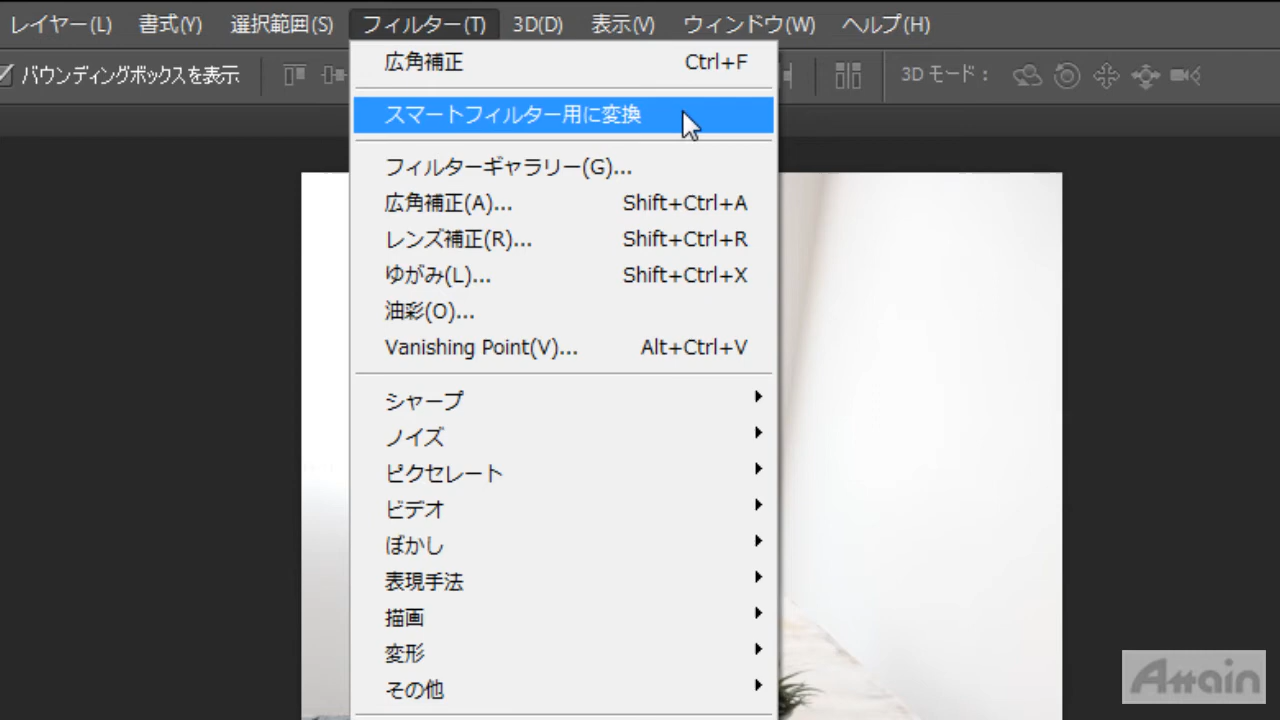 レイヤー(L) 書式(Y) 選択範囲(S) フィルター(T) 3D(D) 表示(V) ウィンドウ(W) ヘルプ(H)
バウンディングボックスを表示 3D モード：
広角補正 Ctrl+F
スマートフィルター用に変換
フィルターギャラリー(G)...
広角補正(A)... Shift+Ctrl+A
レンズ補正(R)... Shift+Ctrl+R
ゆがみ(L)... Shift+Ctrl+X
油彩(O)...
Vanishing Point(V)... Alt+Ctrl+V
シャープ
ノイズ
ピクセレート
ビデオ
ぼかし
表現手法
描画
変形
その他
Attain